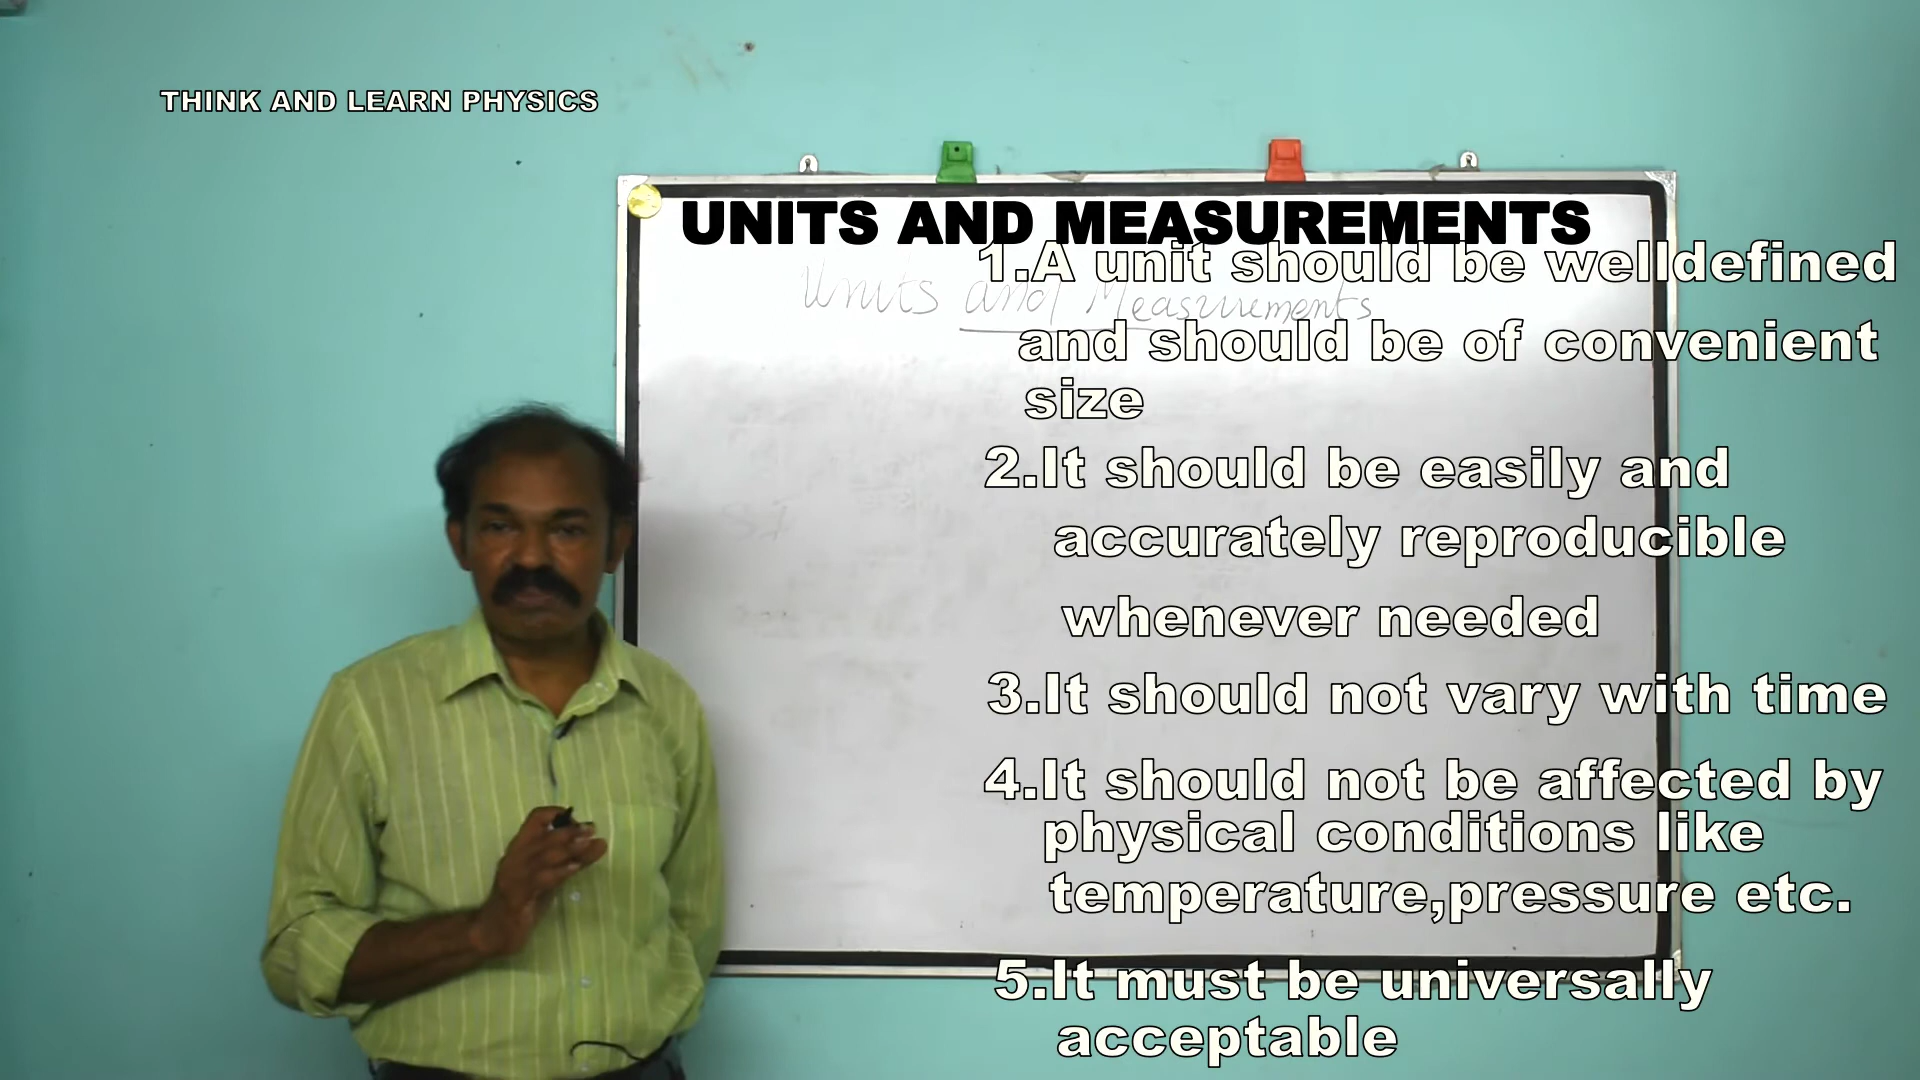 THINK AND LEARN PHYSICS
UNITS AND MEASUREMENTS
1.A unit should be welldefined
Units and Measurements
and should be of convenient
size
2.It should be easily and
accurately reproducible
whenever needed
3.It should not vary with time
4.It should not be affected by
physical conditions like
temperature,pressure etc.
5.It must be universally
acceptable